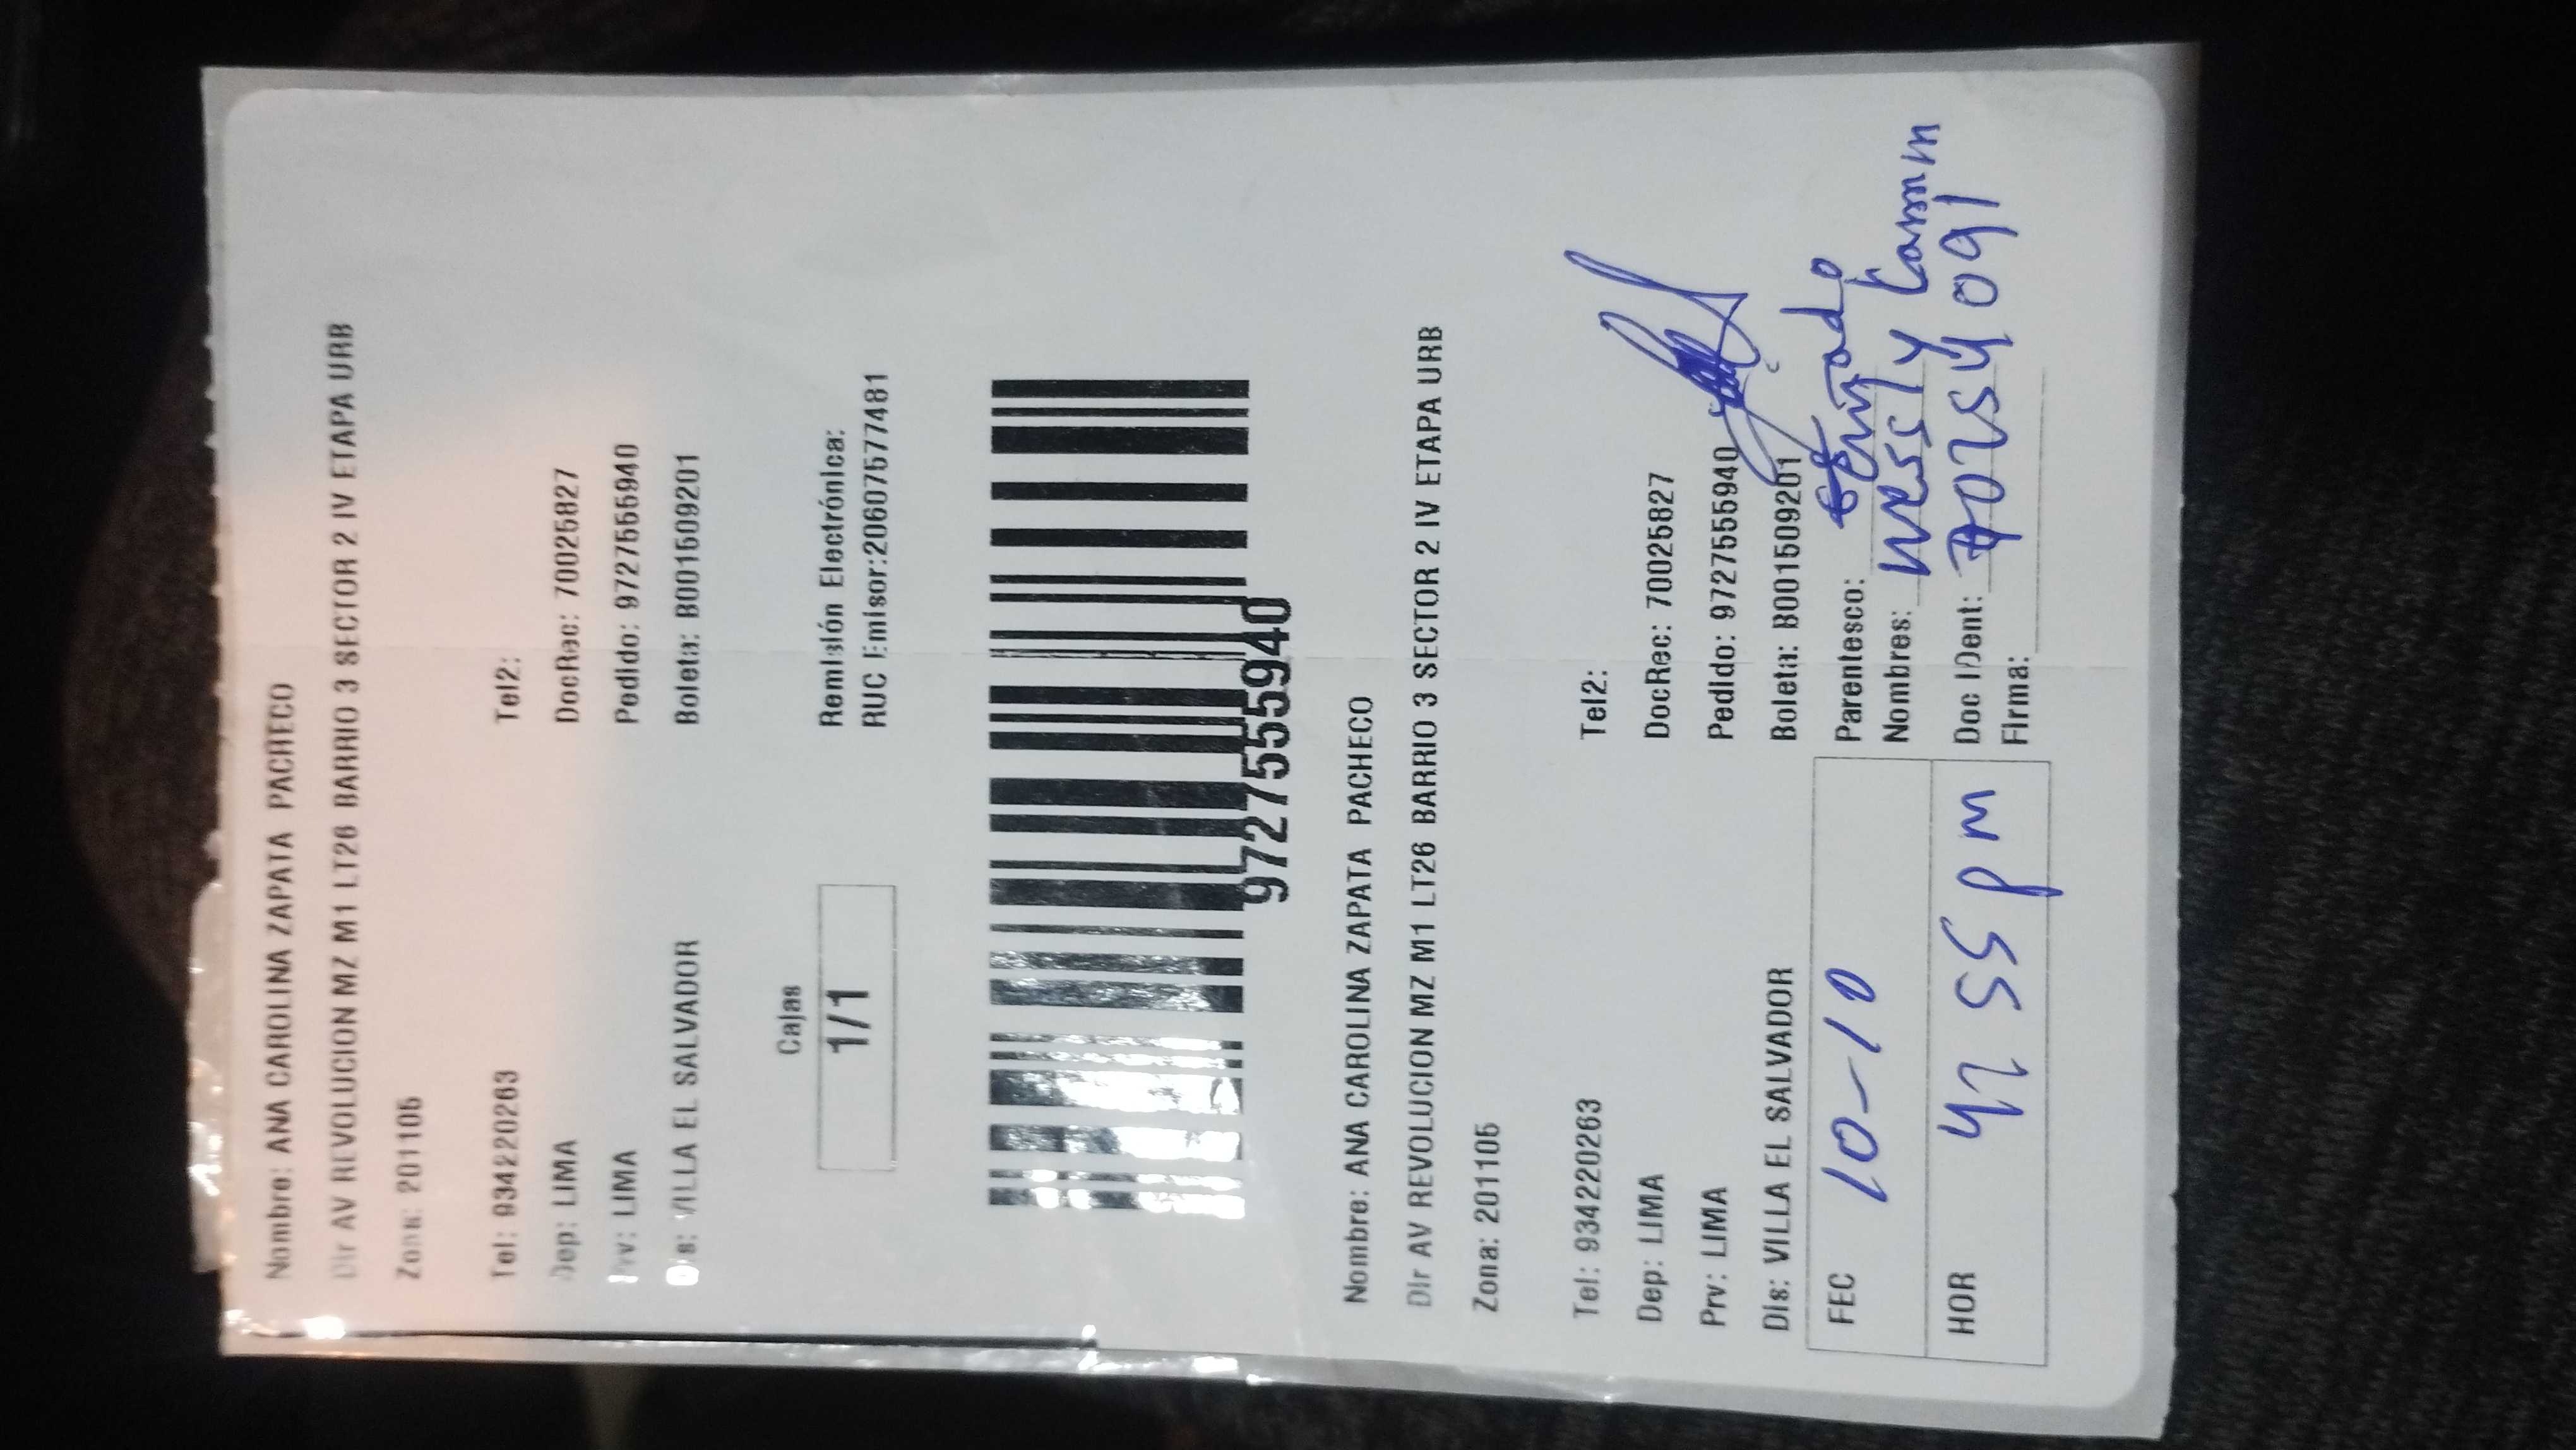 Nombre: ANA CAROLINA ZAPATA PACHECO
Dir AV REVOLUCION MZ M1 LT26 BARRIO 3 SECTOR 2 IV ETAPA URB
Zona: 201105
Tel: 934220263 Tel2:
Dep: LIMA DocRec: 70025827
Prv: LIMA Pedido: 9727555940
Dis: VILLA EL SALVADOR Boleta: B001509201
Cajas Remisión Electrónica:
1/1 RUC Emisor:20607577481
9727555940
Nombre: ANA CAROLINA ZAPATA PACHECO
Dir AV REVOLUCION MZ M1 LT26 BARRIO 3 SECTOR 2 IV ETAPA URB
Zona: 201105
Tel: 934220263 Tel2:
Dep: LIMA DocRec: 70025827
Prv: LIMA Pedido: 9727555940
Dis: VILLA EL SALVADOR Boleta: B001509201
FEC 10-10 Parentesco:
Nombres:
HOR 4 55 pm Doc IDent:
Firma: